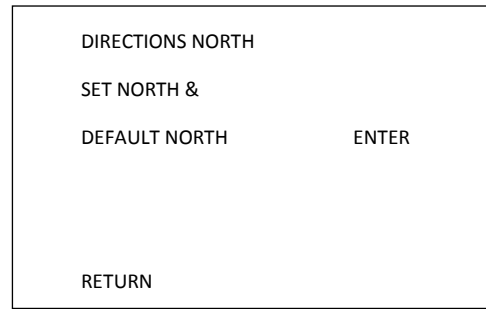 DIRECTIONS NORTH
SET NORTH &
DEFAULT NORTH ENTER
RETURN